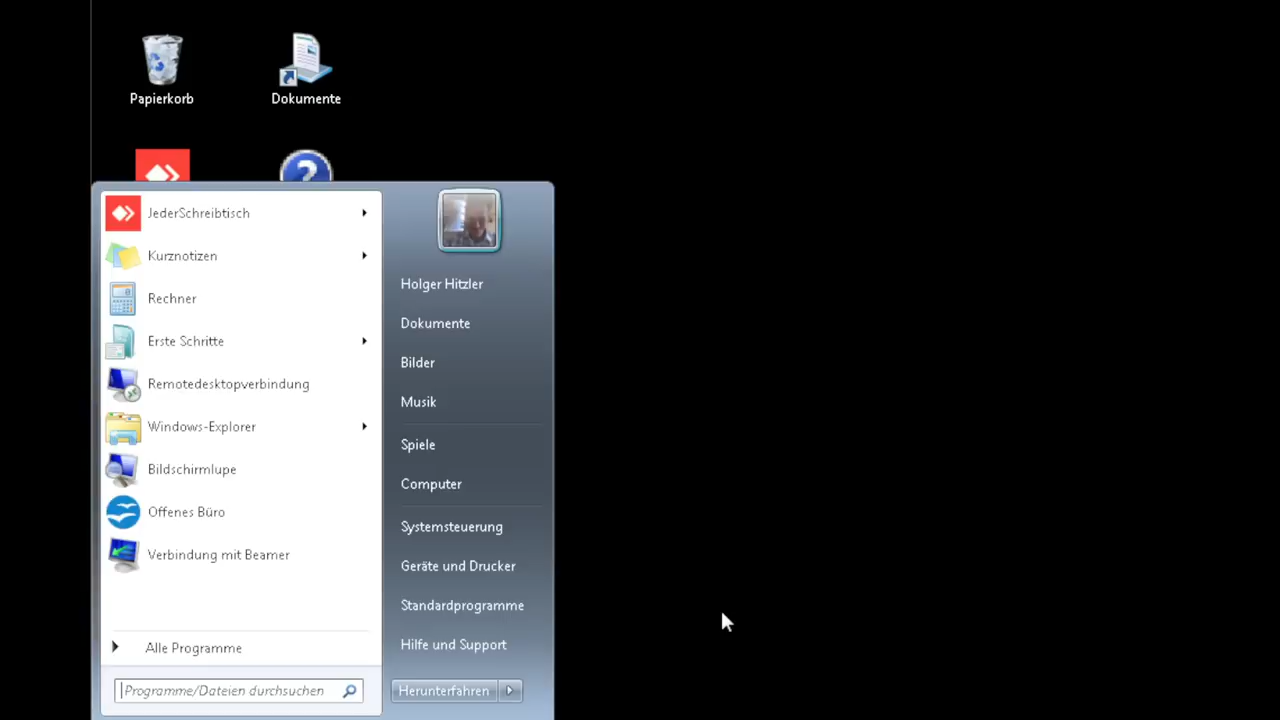 Papierkorb
Dokumente
JederSchreibtisch
Kurznotizen
Rechner
Erste Schritte
Remotedesktopverbindung
Windows-Explorer
Bildschirmlupe
Offenes Büro
Verbindung mit Beamer
Alle Programme
Programme/Dateien durchsuchen
Holger Hitzler
Dokumente
Bilder
Musik
Spiele
Computer
Systemsteuerung
Geräte und Drucker
Standardprogramme
Hilfe und Support
Herunterfahren